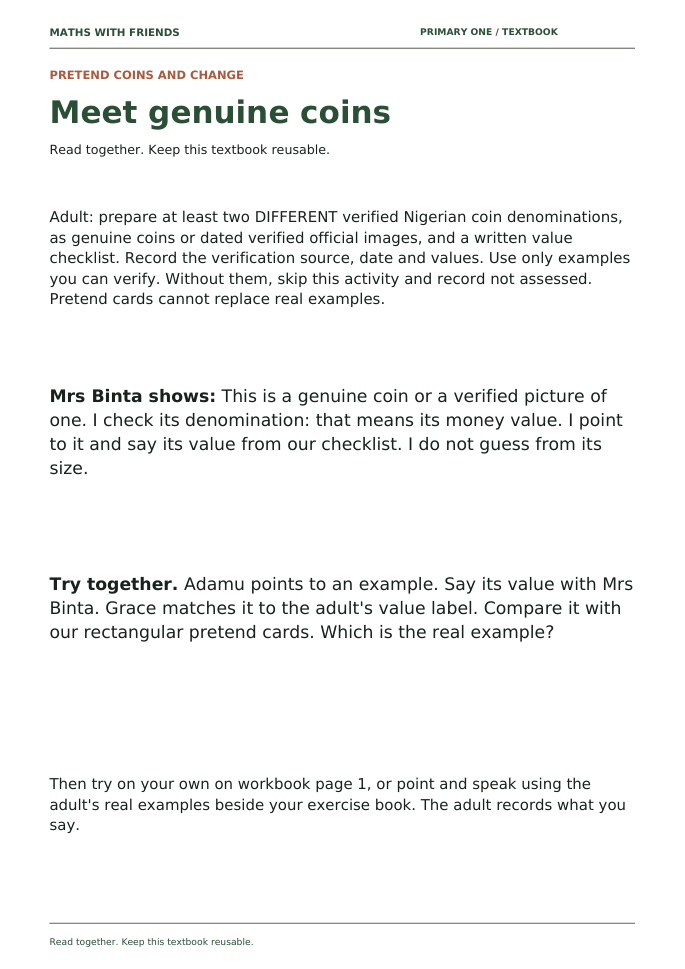 MATHS WITH FRIENDS
PRIMARY ONE / TEXTBOOK
PRETEND COINS AND CHANGE
Meet genuine coins
Read together. Keep this textbook reusable.
Adult: prepare at least two DIFFERENT verified Nigerian coin denominations,
as genuine coins or dated verified official images, and a written value
checklist. Record the verification source, date and values. Use only examples
you can verify. Without them, skip this activity and record not assessed.
Pretend cards cannot replace real examples.
Mrs Binta shows: This is a genuine coin or a verified picture of
one. I check its denomination: that means its money value. I point
to it and say its value from our checklist. I do not guess from its
size.
Try together. Adamu points to an example. Say its value with Mrs
Binta. Grace matches it to the adult's value label. Compare it with
our rectangular pretend cards. Which is the real example?
Then try on your own on workbook page 1, or point and speak using the
adult's real examples beside your exercise book. The adult records what you
say.
Read together. Keep this textbook reusable.